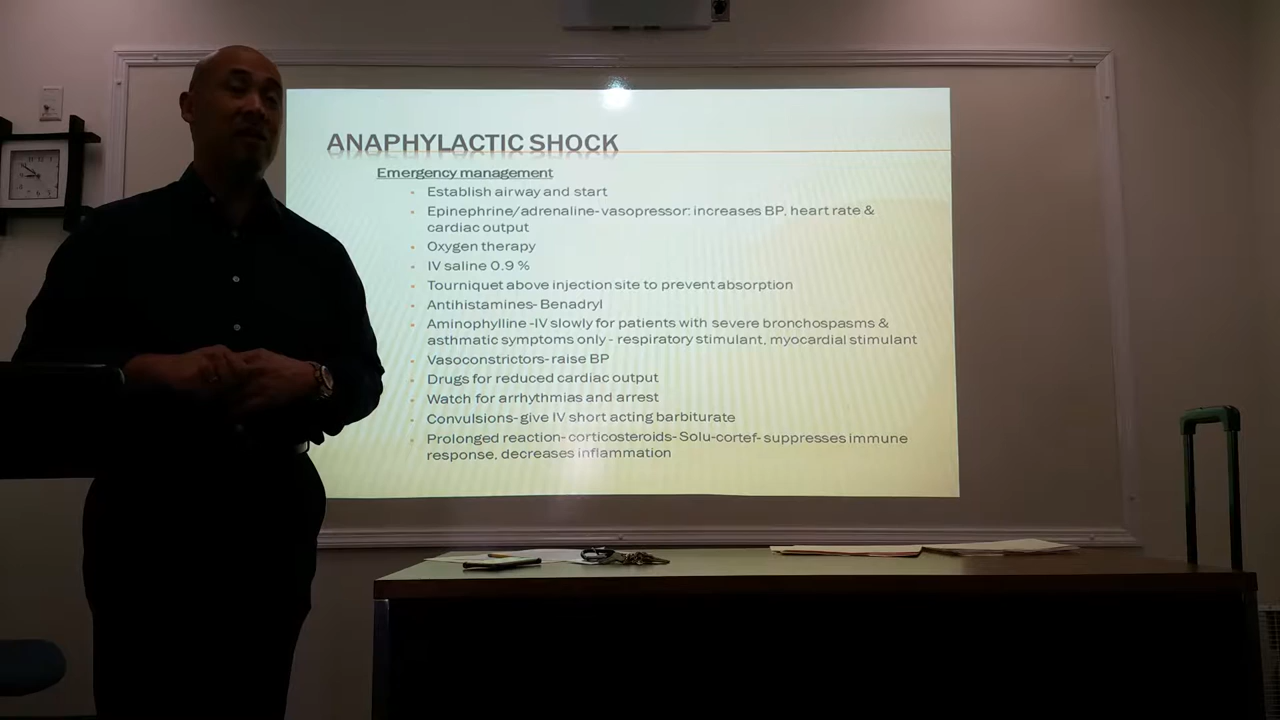 ANAPHYLACTIC SHOCK
Emergency management
Establish airway and start
Epinephrine/adrenaline- vasopressor: increases BP, heart rate &
cardiac output
Oxygen therapy
IV saline 0.9 %
Tourniquet above injection site to prevent absorption
Antihistamines- Benadryl
Aminophylline -IV slowly for patients with severe bronchospasms &
asthmatic symptoms only - respiratory stimulant, myocardial stimulant
Vasoconstrictors- raise BP
Drugs for reduced cardiac output
Watch for arrhythmias and arrest
Convulsions- give IV short acting barbiturate
Prolonged reaction- corticosteroids- Solu-cortef- suppresses immune
response, decreases inflammation